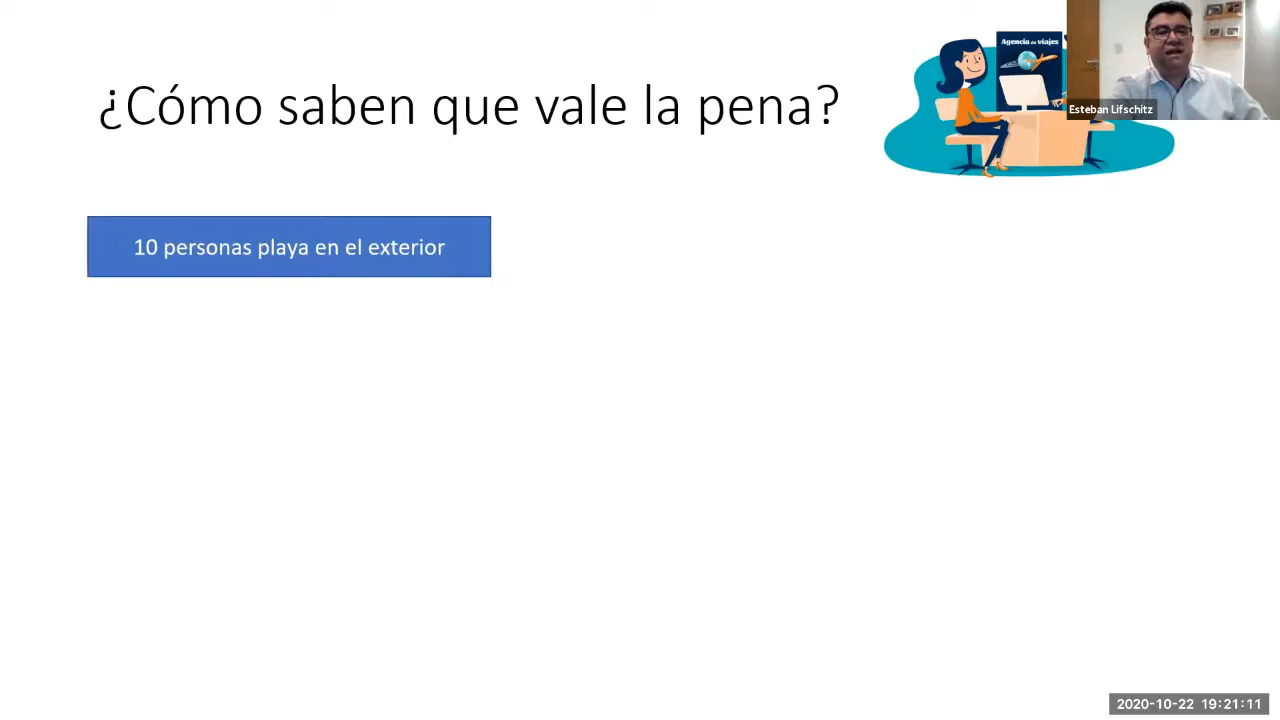 Agencia de viajes
¿Cómo saben que vale la pena?
Esteban Lifschitz
10 personas playa en el exterior
2020-10-22 19:21:11